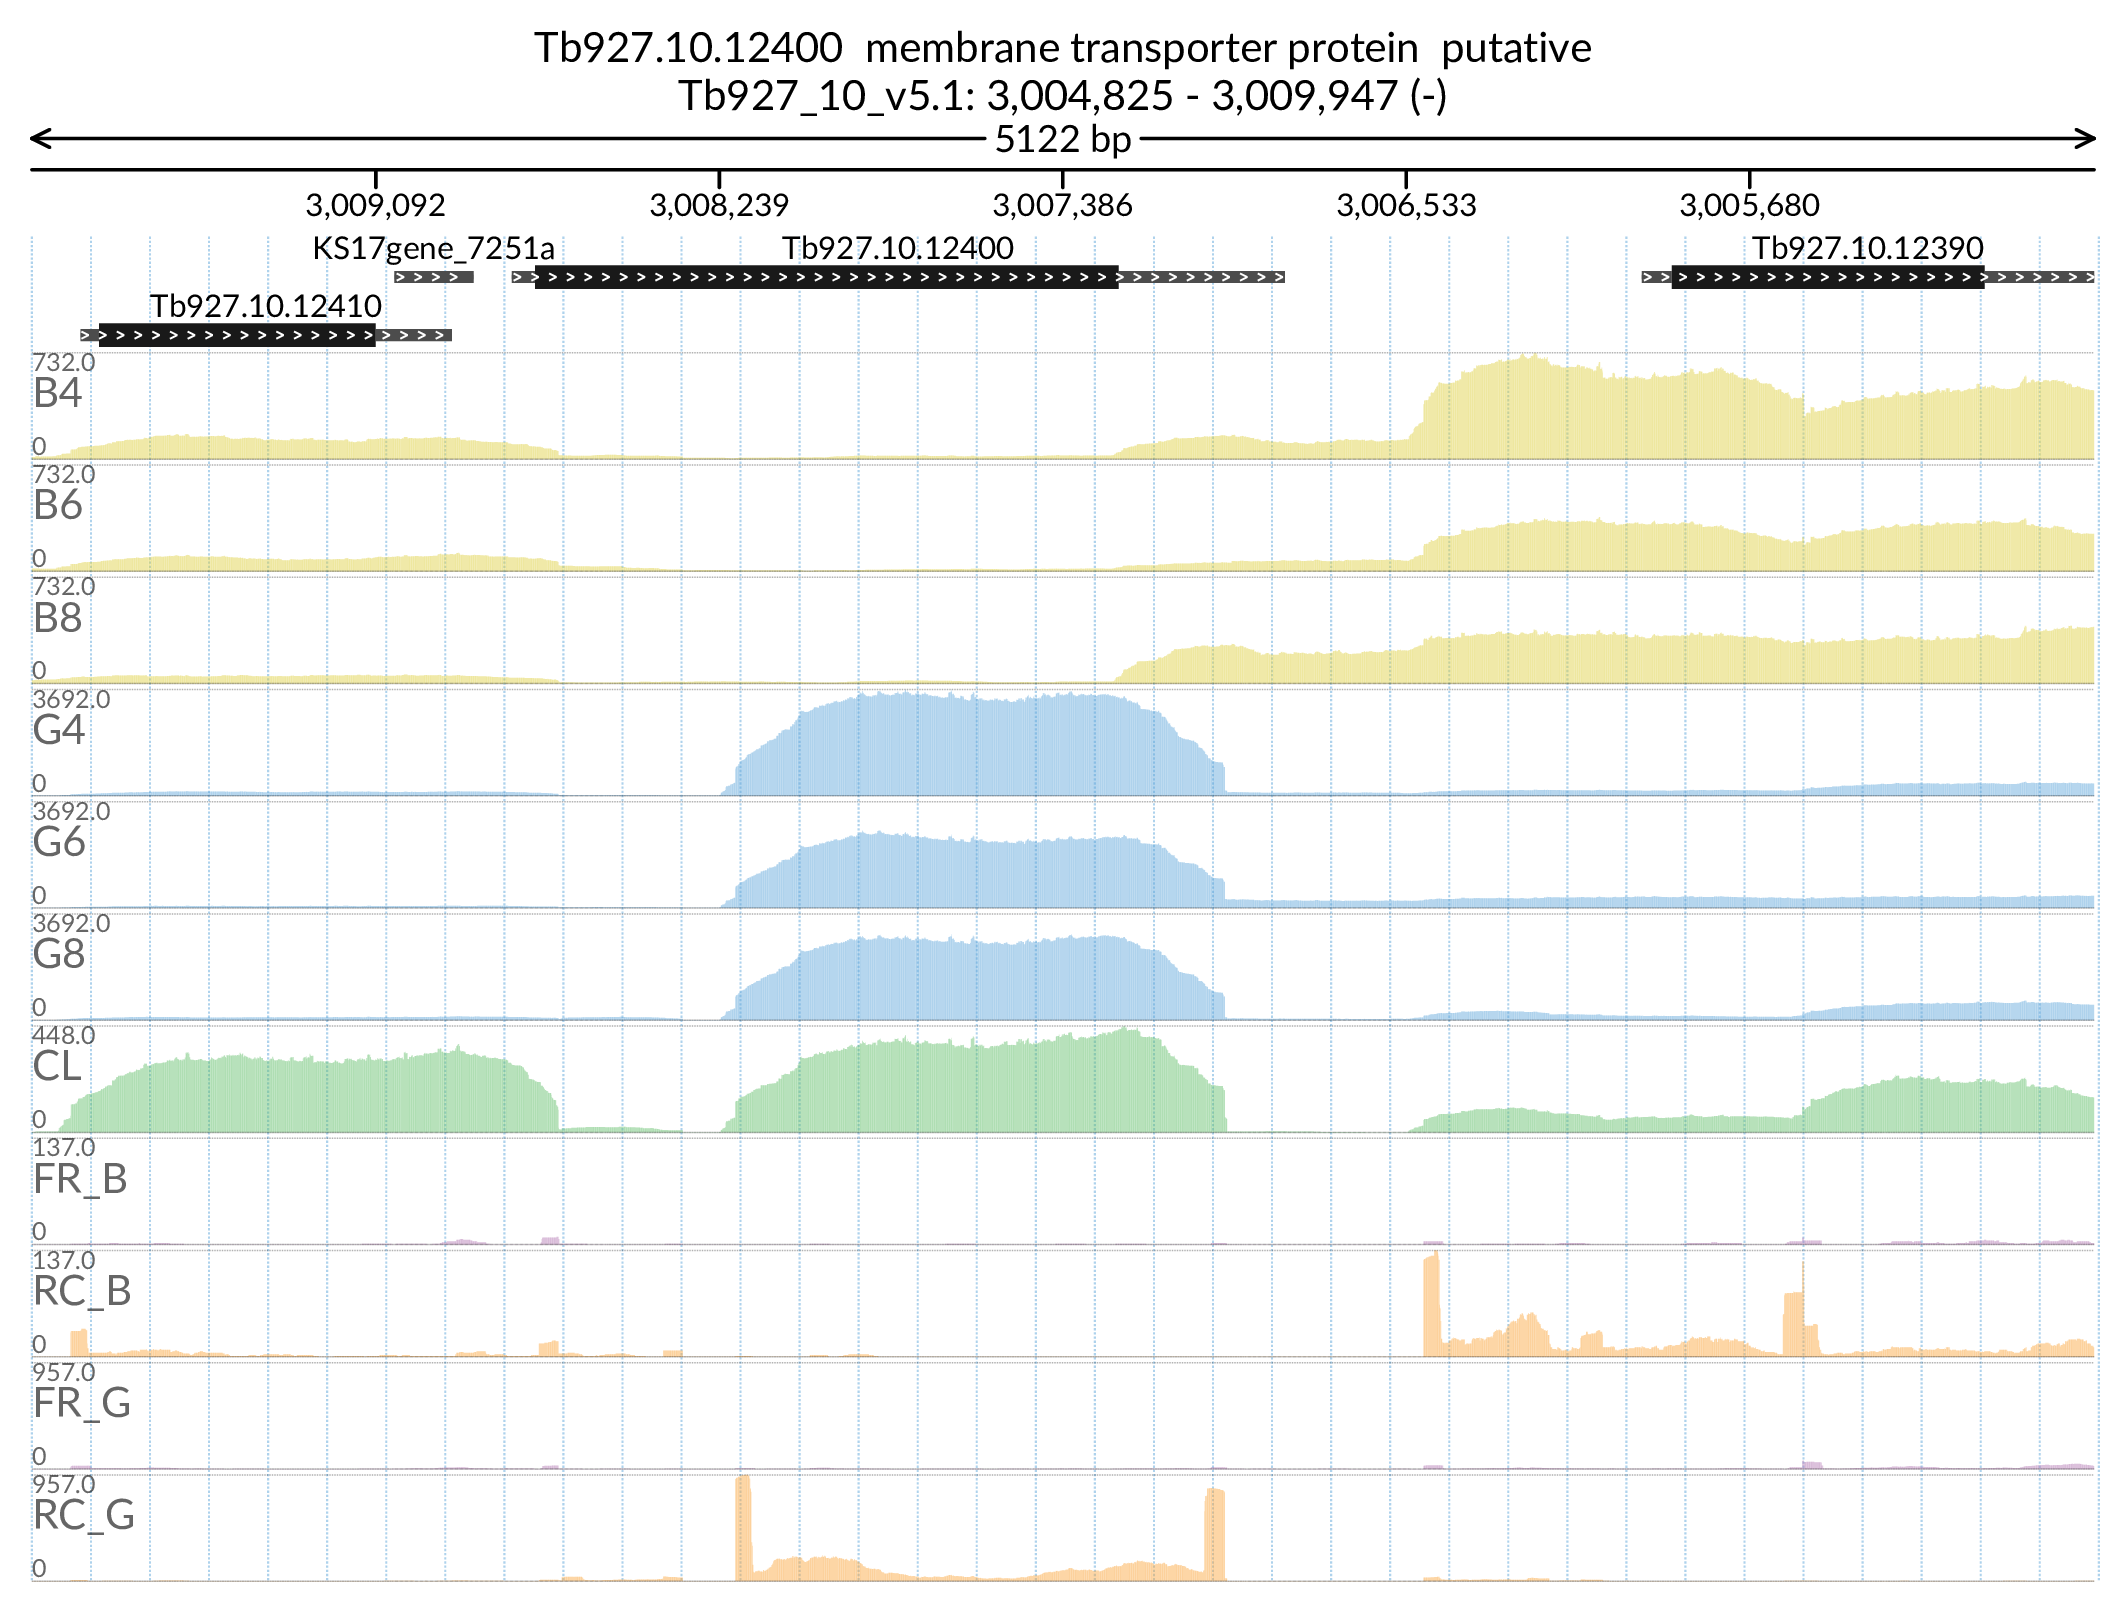 Tb927.10.12400  membrane transporter protein  putative
Tb927_10_v5.1: 3,004,825 - 3,009,947 (-)
5122 bp
3,009,092 3,008,239 3,007,386 3,006,533 3,005,680
KS17gene_7251a Tb927.10.12400 Tb927.10.12390
Tb927.10.12410
732.0
B4
0
732.0
B6
0
732.0
B8
0
3692.0
G4
0
3692.0
G6
0
3692.0
G8
0
448.0
CL
0
137.0
FR_B
0
137.0
RC_B
0
957.0
FR_G
0
957.0
RC_G
0